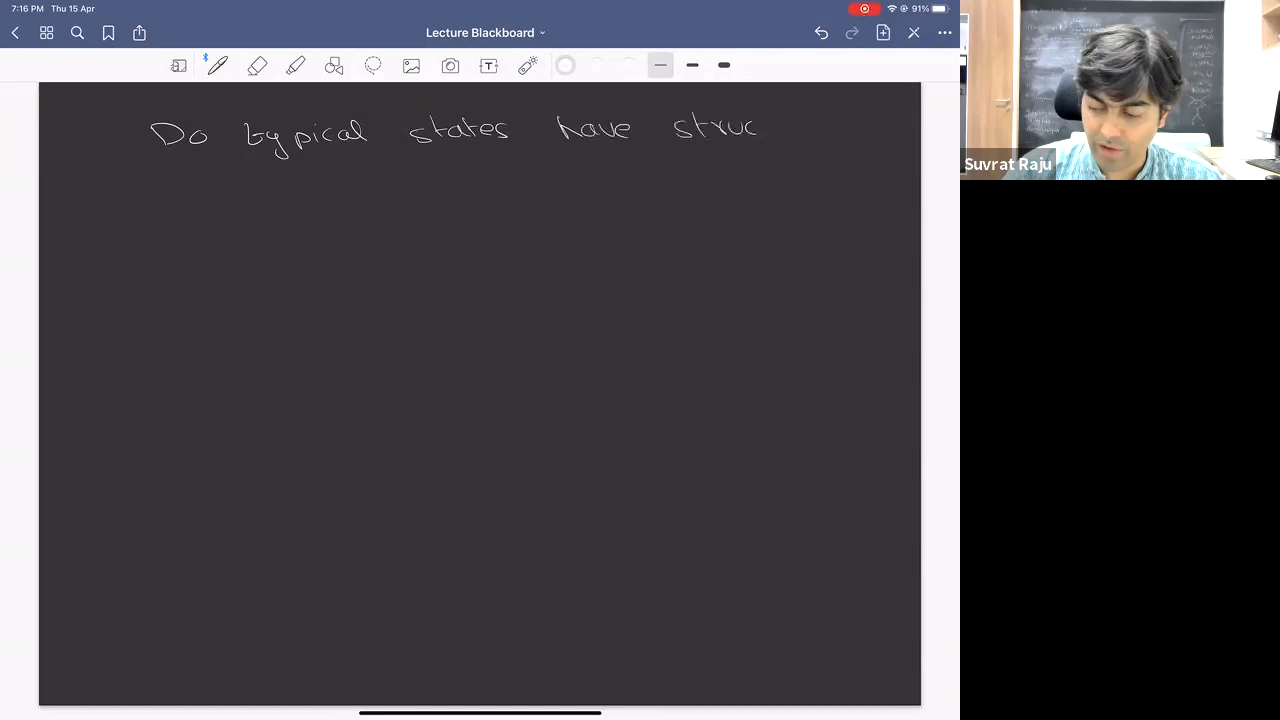 7:16 PM Thu 15 Apr
91%
Lecture Blackboard
T
Do typical states have struc
Suvrat Raju